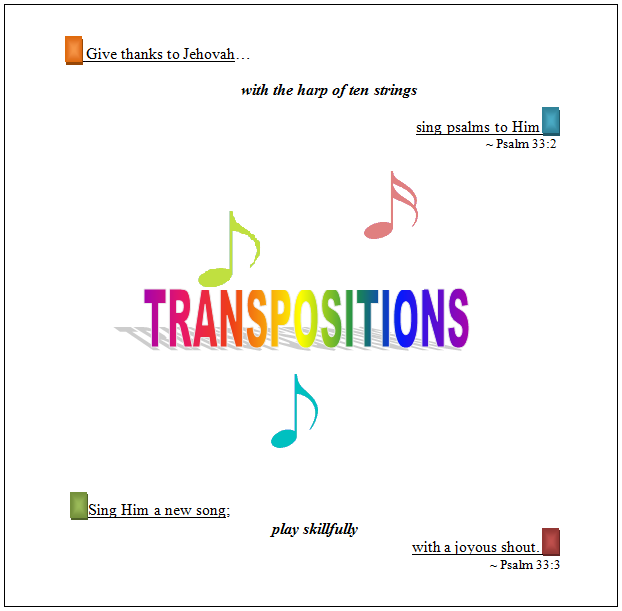 Give thanks to Jehovah…
with the harp of ten strings
sing psalms to Him
~ Psalm 33:2
TRANSPOSITIONS
Sing Him a new song;
play skillfully
with a joyous shout.
~ Psalm 33:3